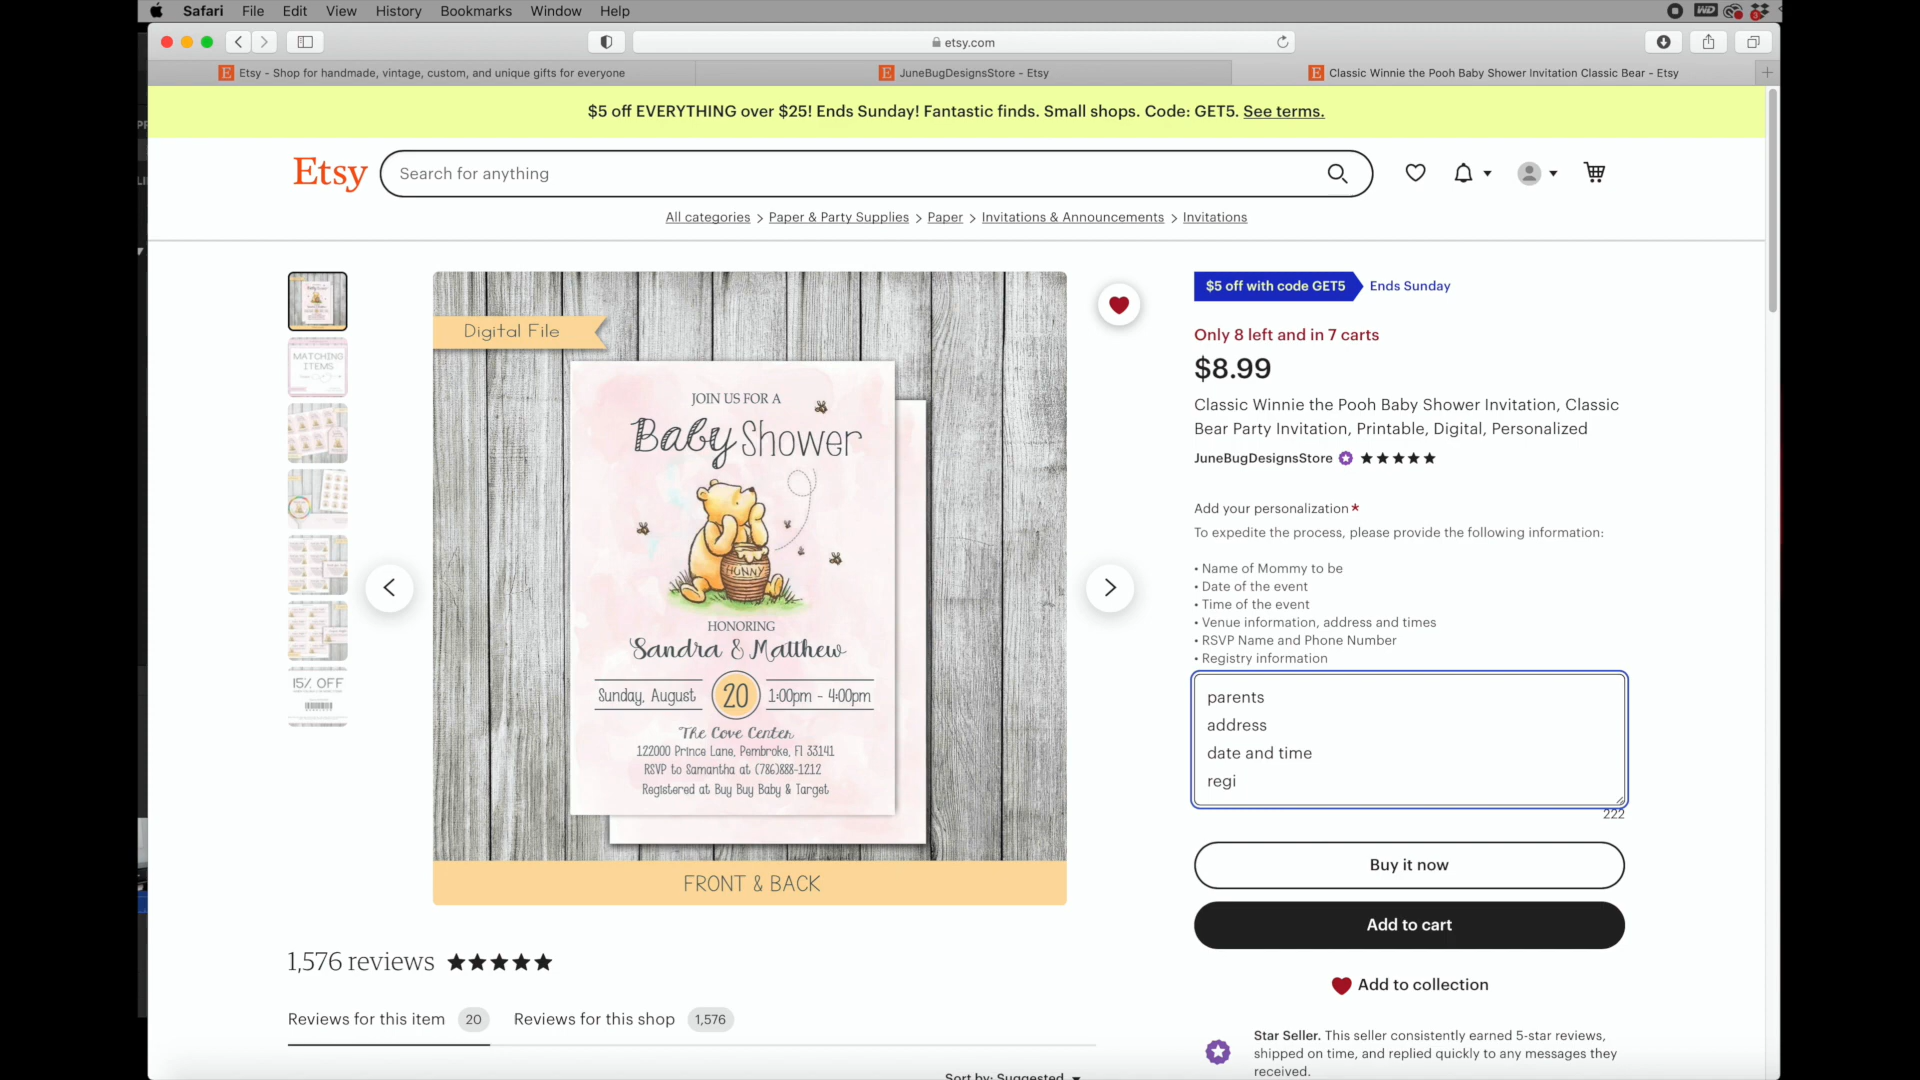 Safari File Edit View History Bookmarks Window Help
etsy.com
Etsy - Shop for handmade, vintage, custom, and unique gifts for everyone
JuneBugDesignsStore - Etsy
Classic Winnie the Pooh Baby Shower Invitation Classic Bear - Etsy
$5 off EVERYTHING over $25! Ends Sunday! Fantastic finds. Small shops. Code: GET5. See terms.
Etsy
Search for anything
All categories > Paper & Party Supplies > Paper > Invitations & Announcements > Invitations
MATCHING
ITEMS
15% OFF
Digital File
JOIN US FOR A
Baby Shower
HUNNY
HONORING
Sandra & Matthew
Sunday, August 20 1:00pm - 4:00pm
The Cove Center
122000 Prince Lane, Pembroke, Fl 33141
RSVP to Samantha at (786)888-1212
Registered at Buy Buy Baby & Target
FRONT & BACK
$5 off with code GET5 Ends Sunday
Only 8 left and in 7 carts
$8.99
Classic Winnie the Pooh Baby Shower Invitation, Classic
Bear Party Invitation, Printable, Digital, Personalized
JuneBugDesignsStore
Add your personalization*
To expedite the process, please provide the following information:
• Name of Mommy to be
• Date of the event
• Time of the event
• Venue information, address and times
• RSVP Name and Phone Number
• Registry information
parents
address
date and time
regi
222
Buy it now
Add to cart
Add to collection
Star Seller. This seller consistently earned 5-star reviews,
shipped on time, and replied quickly to any messages they
received.
1,576 reviews
Reviews for this item 20 Reviews for this shop 1,576
Sort by: Suggested